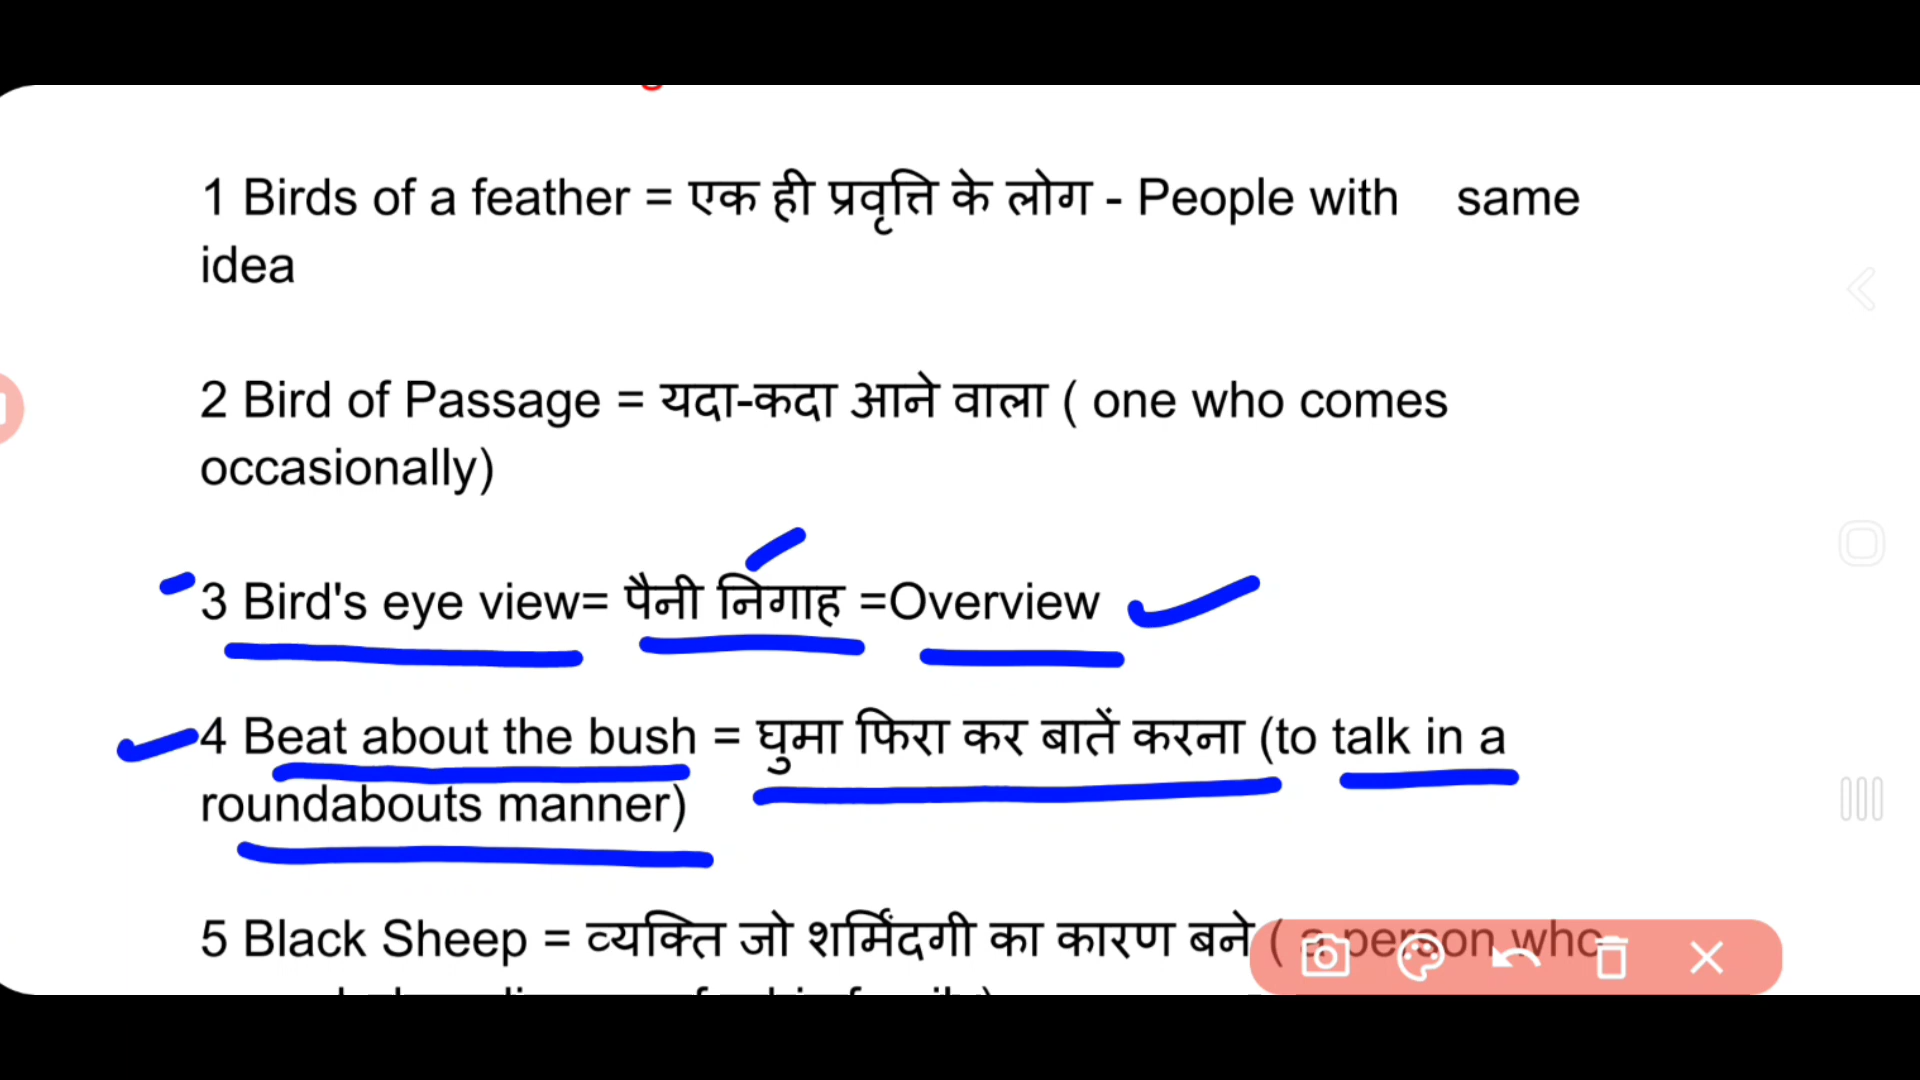 1 Birds of a feather = एक ही प्रवृत्ति के लोग - People with same
idea
2 Bird of Passage = यदा-कदा आने वाला ( one who comes
occasionally)
3 Bird's eye view= पैनी निगाह =Overview
4 Beat about the bush = घुमा फिरा कर बातें करना (to talk in a
roundabouts manner)
5 Black Sheep = व्यक्ति जो शर्मिंदगी का कारण बने ( a person who